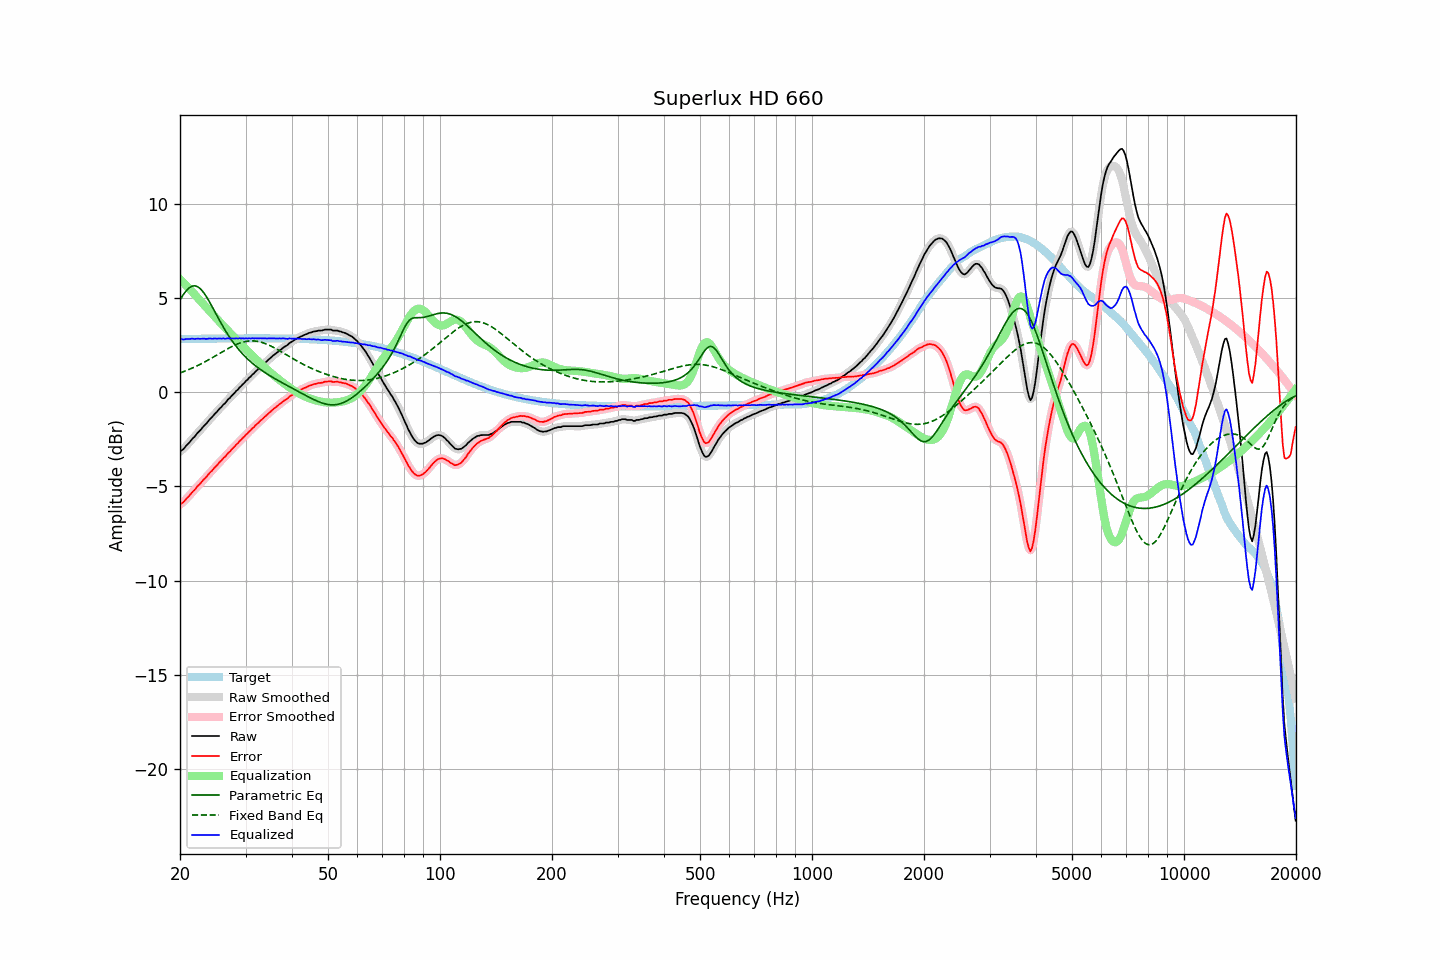 Superlux HD 660
Amplitude (dBr)
10
5
0
−5
−10
−15
−20
Target
Raw Smoothed
Error Smoothed
Raw
Error
Equalization
Parametric Eq
Fixed Band Eq
Equalized
20 50 100 200 500 1000 2000 5000 10000 20000
Frequency (Hz)